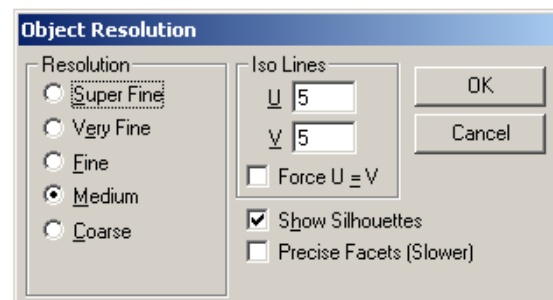 Object Resolution
Resolution
Super Fine
Very Fine
Fine
Medium
Coarse
Iso Lines
U 5
V 5
Force U = V
Show Silhouettes
Precise Facets (Slower)
OK
Cancel